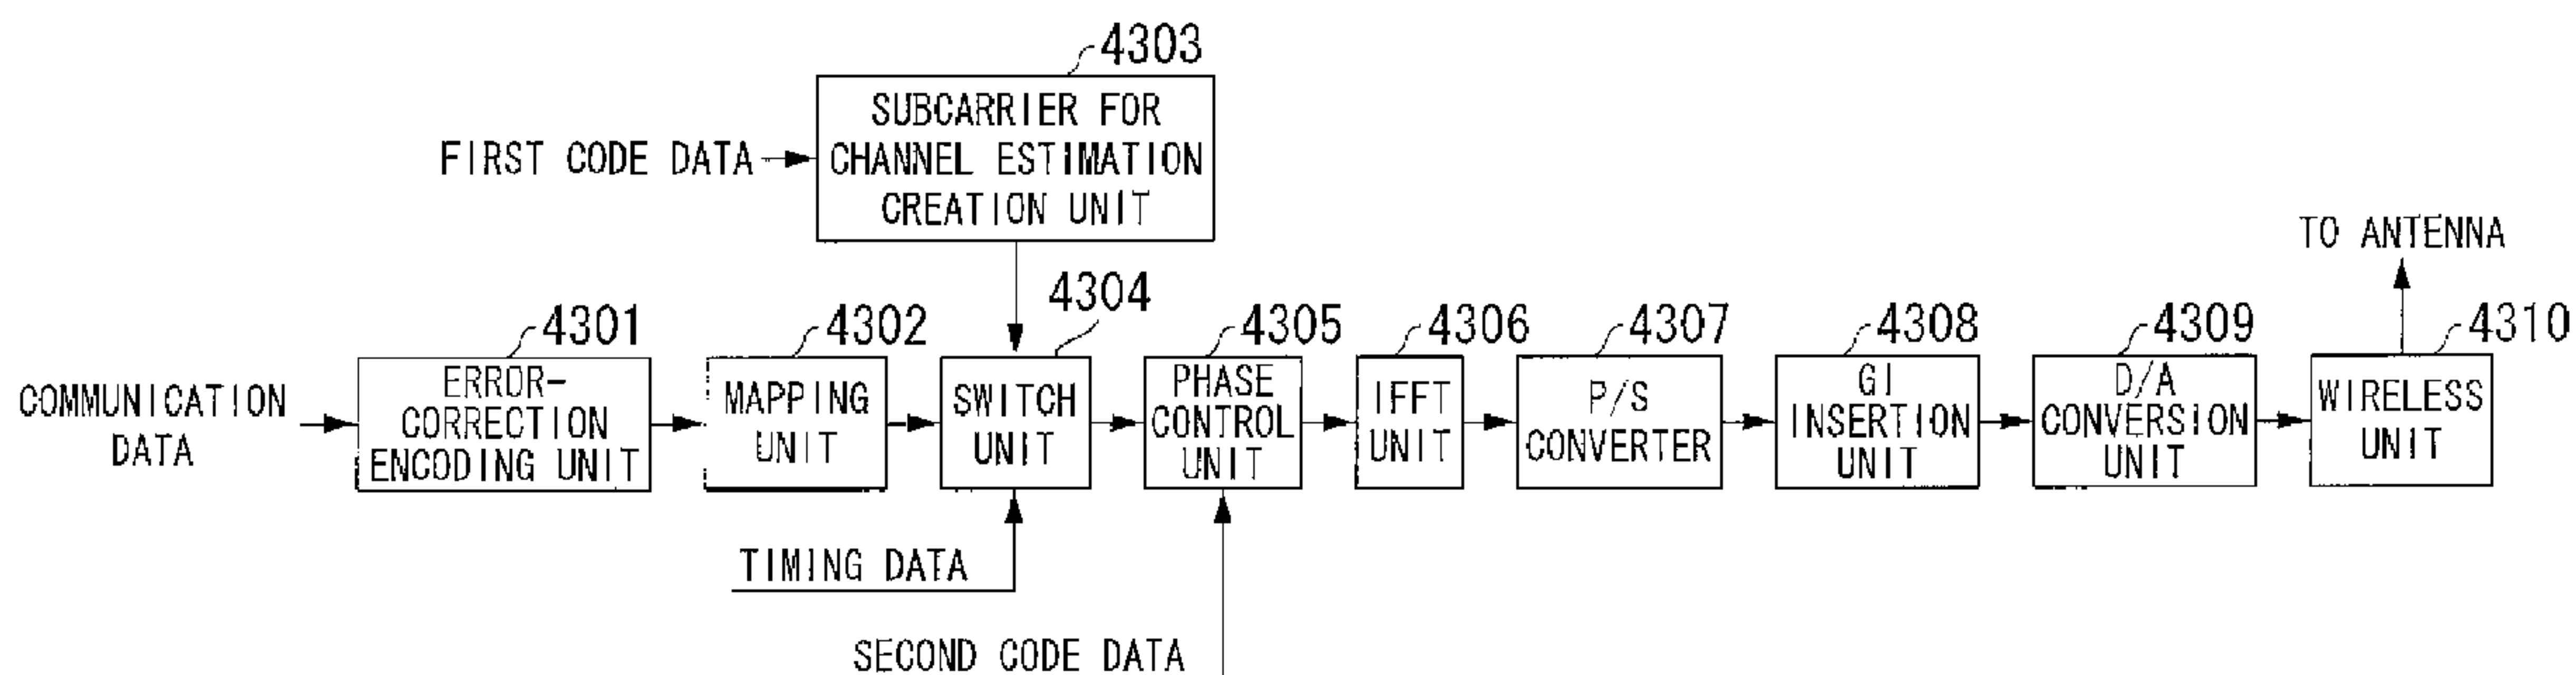 4303
SUBCARRIER FOR
CHANNEL ESTIMATION
CREATION UNIT
FIRST CODE DATA
TO ANTENNA
4301
4302
4304
4305
4306
4307
4308
4309
4310
COMMUNICATION
DATA
ERROR-
CORRECTION
ENCODING UNIT
MAPPING
UNIT
SWITCH
UNIT
PHASE
CONTROL
UNIT
IFFT
UNIT
P/S
CONVERTER
GI
INSERTION
UNIT
D/A
CONVERSION
UNIT
WIRELESS
UNIT
TIMING DATA
SECOND CODE DATA